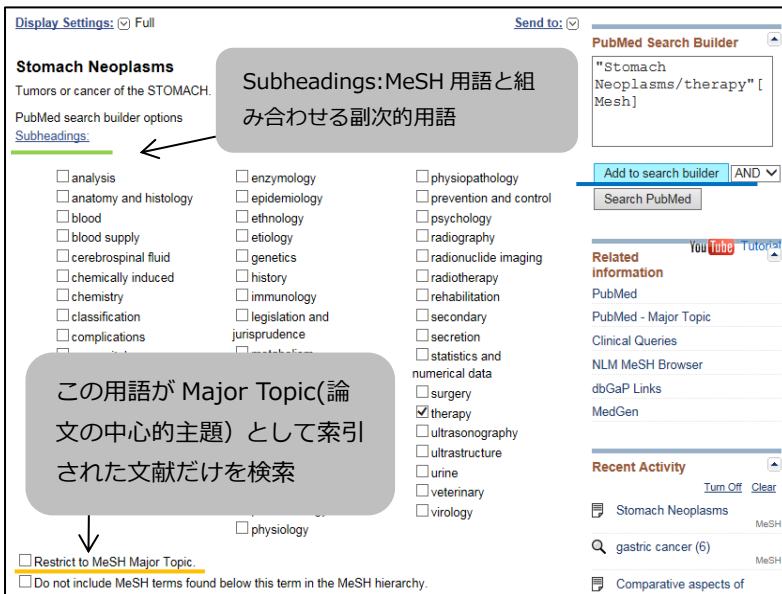 Display Settings: Full
Send to:
Stomach Neoplasms
Tumors or cancer of the STOMACH.
PubMed search builder options
Subheadings:
Subheadings:MeSH 用語と組
み合わせる副次的用語
analysis
anatomy and histology
blood
blood supply
cerebrospinal fluid
chemically induced
chemistry
classification
complications
enzymology
epidemiology
ethnology
etiology
genetics
history
immunology
legislation and
jurisprudence
physiology
physiopathology
prevention and control
psychology
radiography
radionuclide imaging
radiotherapy
rehabilitation
secondary
secretion
statistics and
numerical data
surgery
therapy
ultrasonography
ultrastructure
urine
veterinary
virology
この用語が Major Topic(論
文の中心的主題）として索引
された文献だけを検索
Restrict to MeSH Major Topic.
Do not include MeSH terms found below this term in the MeSH hierarchy.
PubMed Search Builder
"Stomach
Neoplasms/therapy"[
Mesh]
Add to search builder AND
Search PubMed
YouTube Tutorial
Related
information
PubMed
PubMed - Major Topic
Clinical Queries
NLM MeSH Browser
dbGaP Links
MedGen
Recent Activity
Turn Off Clear
Stomach Neoplasms
MeSH
gastric cancer (6)
MeSH
Comparative aspects of